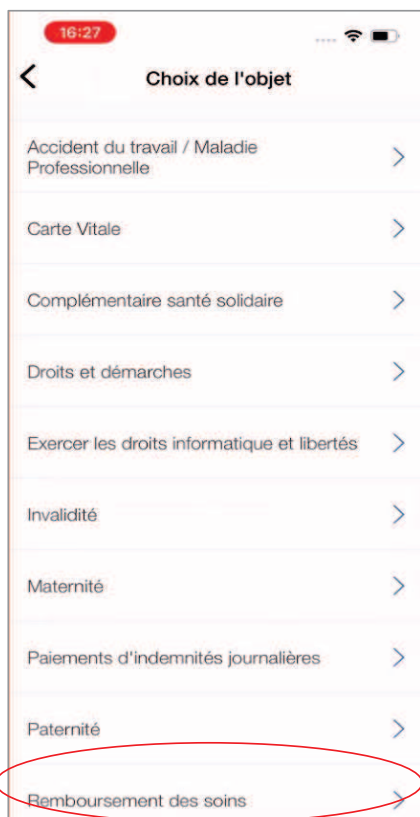 16:27
Choix de l'objet
Accident du travail / Maladie
Professionnelle
Carte Vitale
Complémentaire santé solidaire
Droits et démarches
Exercer les droits informatique et libertés
Invalidité
Maternité
Paiements d'indemnités journalières
Paternité
Remboursement des soins